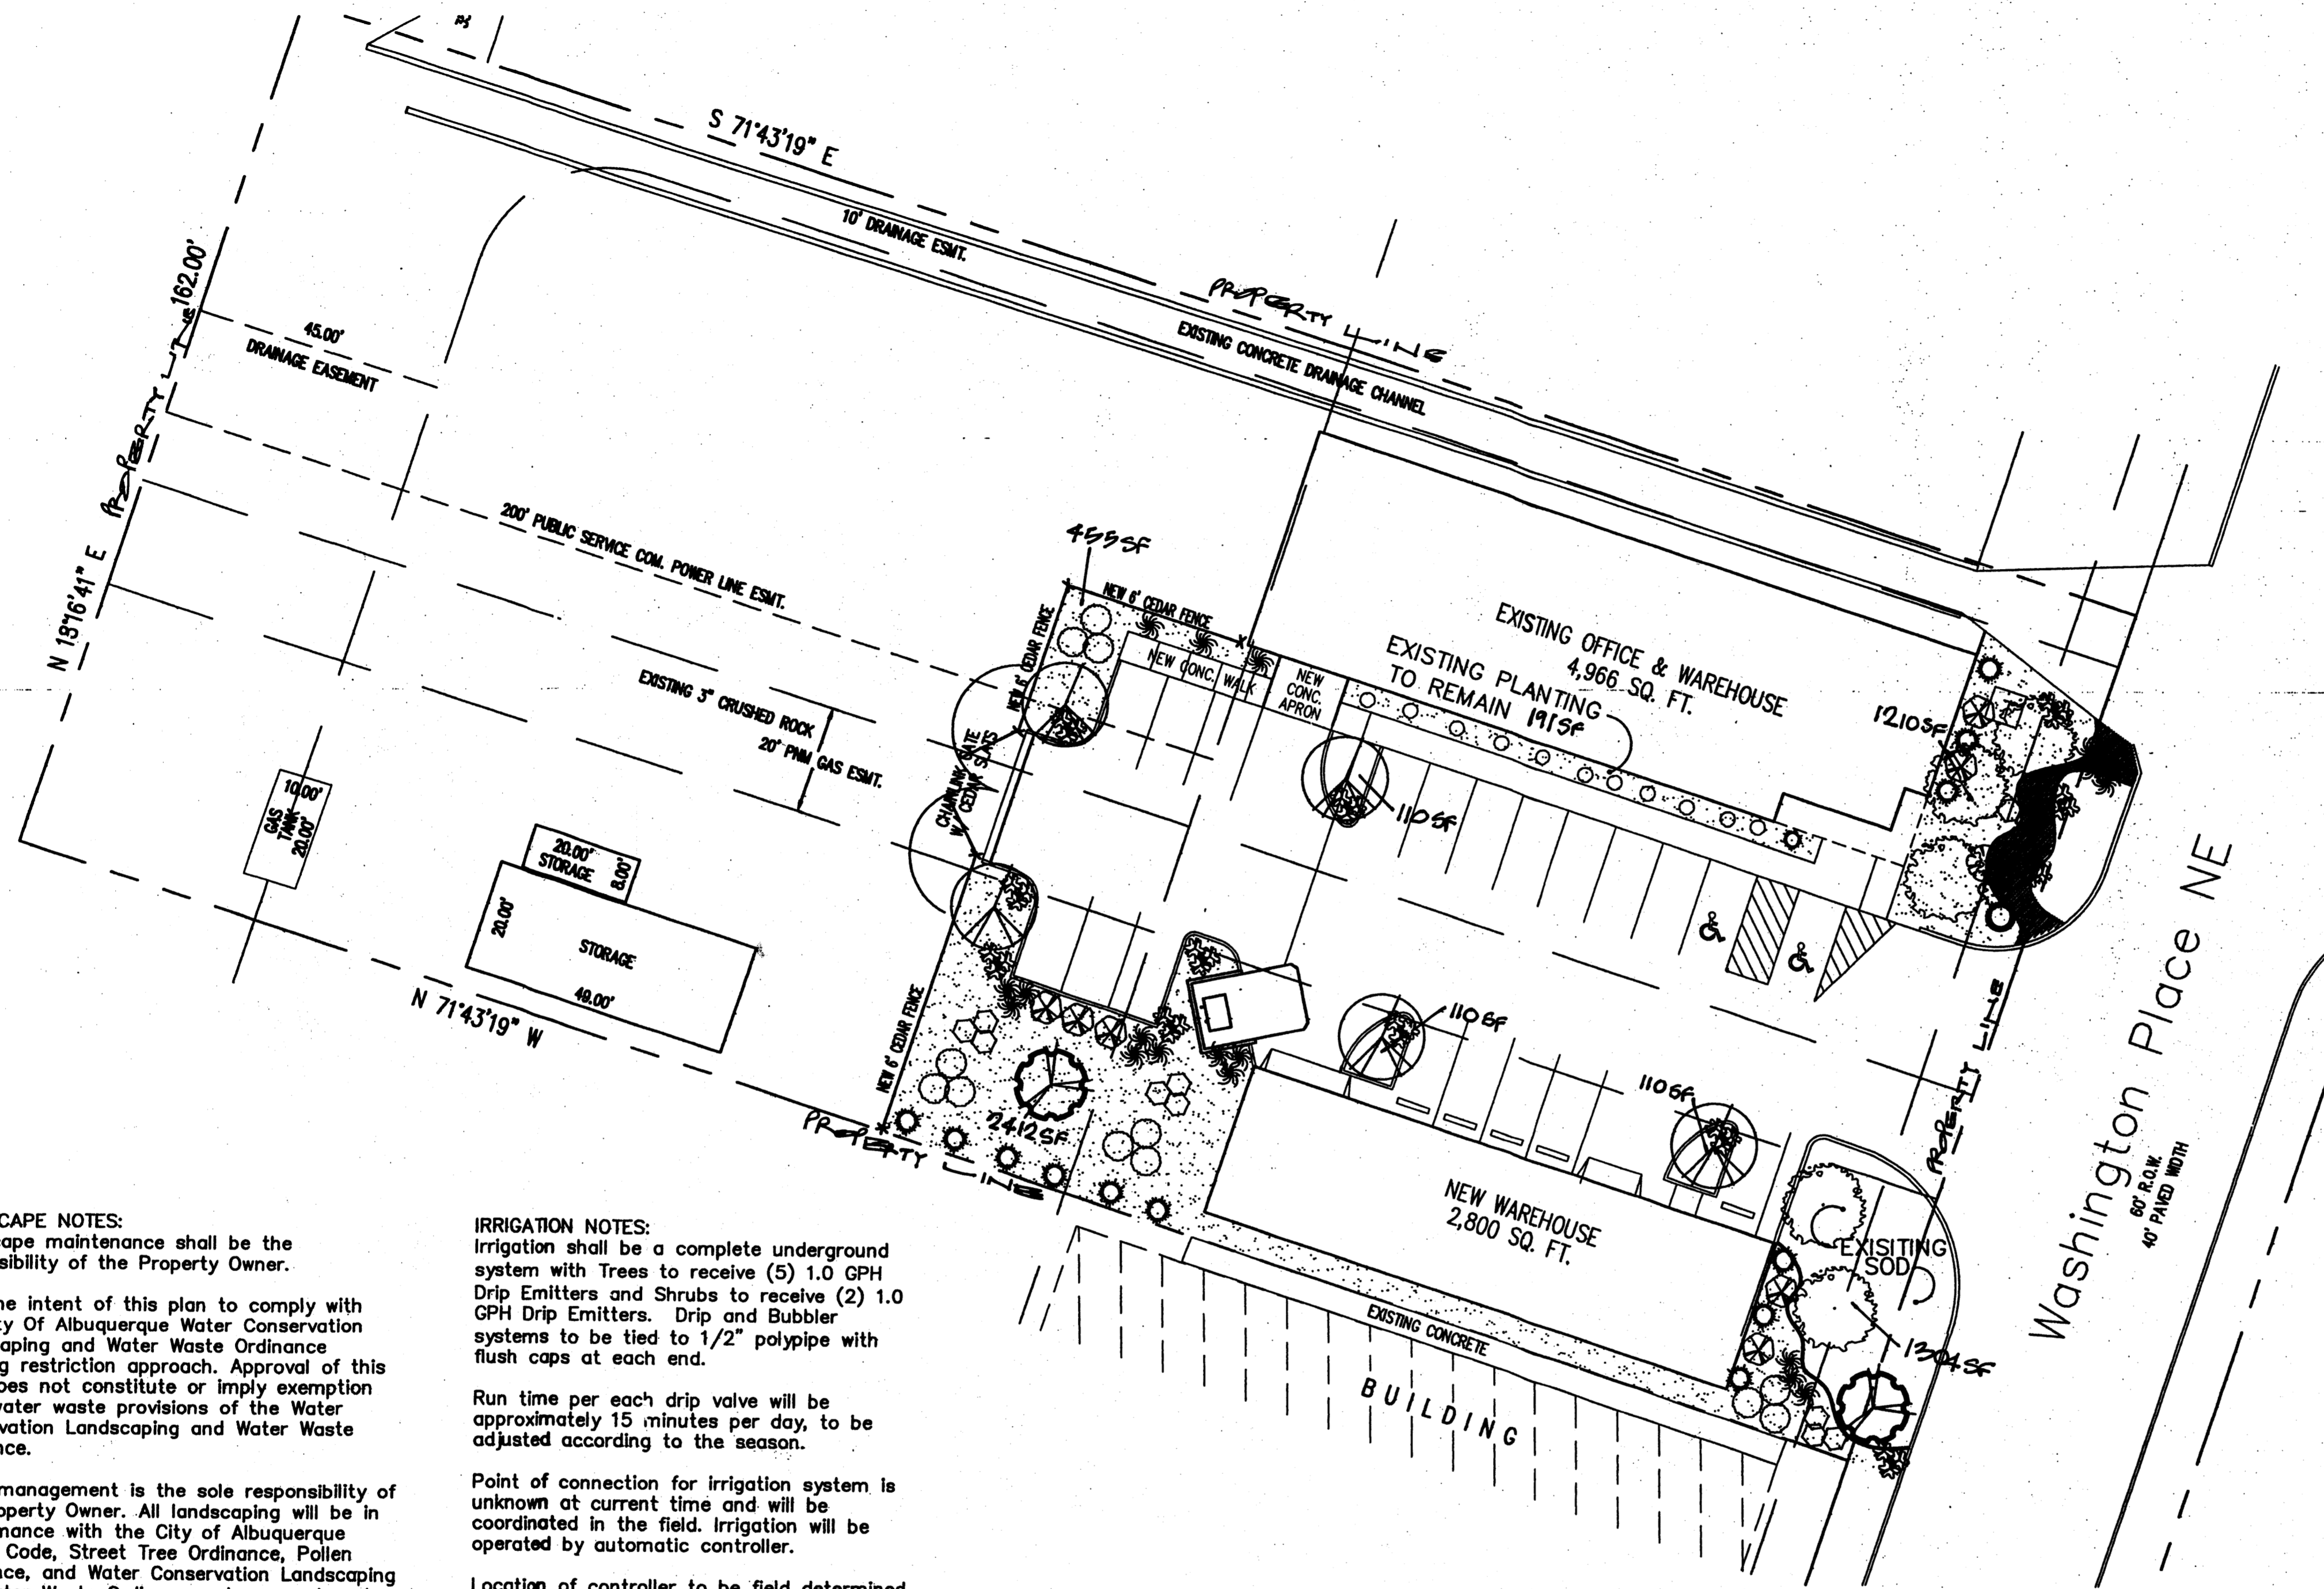 S 71°43'19" E
10' DRAINAGE ESMT.
PROPERTY LINE
EXISTING CONCRETE DRAINAGE CHANNEL
162.00'
PROPERTY LINE
45.00'
DRAINAGE EASEMENT
N 18°16'41" E
200' PUBLIC SERVICE COM. POWER LINE ESMT.
455SF
NEW 6' CEDAR FENCE
NEW 6' CEDAR FENCE
NEW CONC. WALK
NEW
CONC.
APRON
EXISTING OFFICE & WAREHOUSE
4,966 SQ. FT.
EXISTING PLANTING
TO REMAIN 191SF
1210SF
EXISTING 3" CRUSHED ROCK
20' PNM GAS ESMT.
CHAINLINK GATE
W/ CEDAR SLATS
110SF
10.00'
GAS
TANK
20.00'
20.00'
STORAGE
8.00'
20.00'
STORAGE
49.00'
N 71°43'19" W
NEW 6' CEDAR FENCE
110SF
110SF
2412SF
PROPERTY LINE
PROPERTY LINE
Washington Place NE
60' R.O.W.
40' PAVED WIDTH
NEW WAREHOUSE
2,800 SQ. FT.
EXISITING
SOD
1304SF
EXISTING CONCRETE
BUILDING
CAPE NOTES:
cape maintenance shall be the
sibility of the Property Owner.
he intent of this plan to comply with
ty Of Albuquerque Water Conservation
aping and Water Waste Ordinance
g restriction approach. Approval of this
oes not constitute or imply exemption
water waste provisions of the Water
vation Landscaping and Water Waste
nce.
management is the sole responsibility of
operty Owner. All landscaping will be in
mance with the City of Albuquerque
Code, Street Tree Ordinance, Pollen
nce, and Water Conservation Landscaping
IRRIGATION NOTES:
Irrigation shall be a complete underground
system with Trees to receive (5) 1.0 GPH
Drip Emitters and Shrubs to receive (2) 1.0
GPH Drip Emitters. Drip and Bubbler
systems to be tied to 1/2" polypipe with
flush caps at each end.
Run time per each drip valve will be
approximately 15 minutes per day, to be
adjusted according to the season.
Point of connection for irrigation system is
unknown at current time and will be
coordinated in the field. Irrigation will be
operated by automatic controller.
Location of controller to be field determined